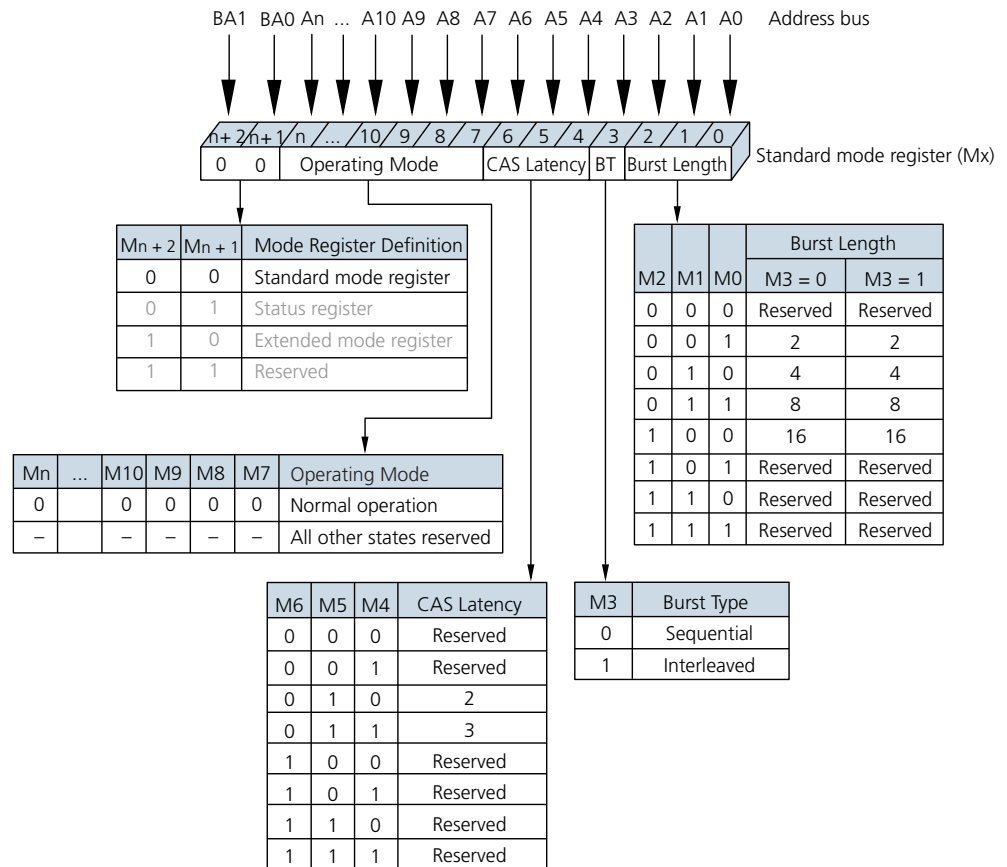 BA1 BA0 An ... A10 A9 A8 A7 A6 A5 A4 A3 A2 A1 A0 Address bus
n+ 2 n+ 1 n ... 10 9 8 7 6 5 4 3 2 1 0
Standard mode register (Mx)
0 0 Operating Mode CAS Latency BT Burst Length
Mn + 2 Mn + 1 Mode Register Definition
0 0 Standard mode register
0 1 Status register
1 0 Extended mode register
1 1 Reserved
Burst Length
M2 M1 M0 M3 = 0 M3 = 1
0 0 0 Reserved Reserved
0 0 1 2 2
0 1 0 4 4
0 1 1 8 8
1 0 0 16 16
1 0 1 Reserved Reserved
1 1 0 Reserved Reserved
1 1 1 Reserved Reserved
Mn ... M10 M9 M8 M7 Operating Mode
0 0 0 0 0 Normal operation
– – – – – All other states reserved
M6 M5 M4 CAS Latency
0 0 0 Reserved
0 0 1 Reserved
0 1 0 2
0 1 1 3
1 0 0 Reserved
1 0 1 Reserved
1 1 0 Reserved
1 1 1 Reserved
M3 Burst Type
0 Sequential
1 Interleaved